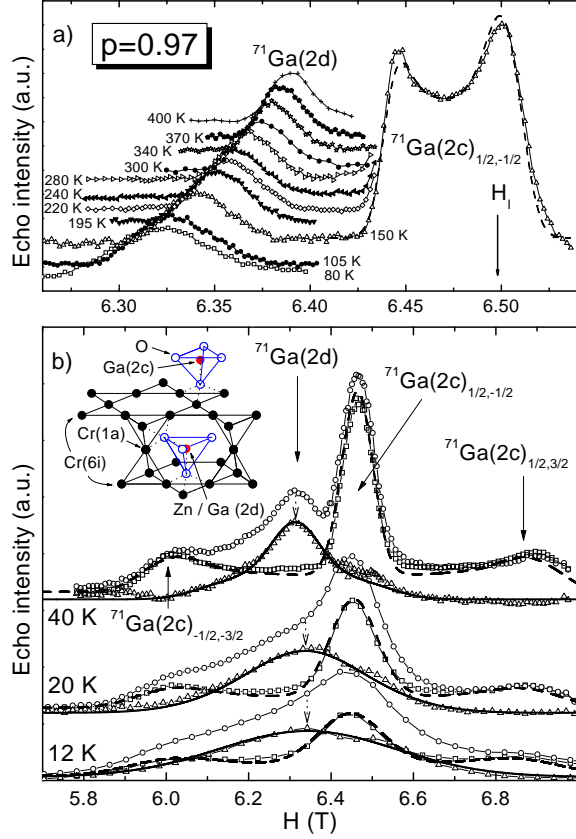 a)
p=0.97
Echo intensity (a.u.)
71Ga(2d)
400 K
370 K
340 K
300 K
280 K
240 K
220 K
195 K
150 K
105 K
80 K
71Ga(2c)1/2,-1/2
HI
6.30 6.35 6.40 6.45 6.50
b)
Echo intensity (a.u.)
O
Ga(2c)
Cr(1a)
Cr(6i)
Zn / Ga (2d)
71Ga(2d)
71Ga(2c)1/2,-1/2
71Ga(2c)1/2,3/2
71Ga(2c)-1/2,-3/2
40 K
20 K
12 K
5.8 6.0 6.2 6.4 6.6 6.8
H (T)